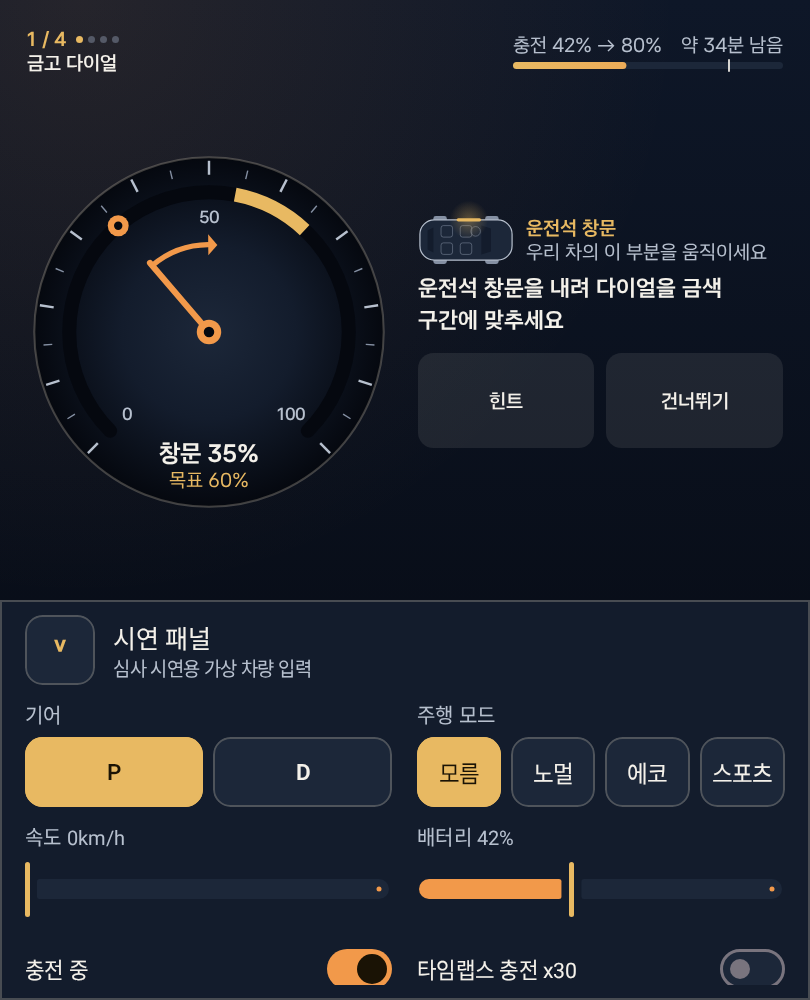 1 / 4
금고 다이얼
충전 42% → 80% 약 34분 남음
50
0
100
창문 35%
목표 60%
운전석 창문
우리 차의 이 부분을 움직이세요
운전석 창문을 내려 다이얼을 금색
구간에 맞추세요
힌트
건너뛰기
v
시연 패널
심사 시연용 가상 차량 입력
기어
주행 모드
P
D
모름
노멀
에코
스포츠
속도 0km/h
배터리 42%
충전 중
타임랩스 충전 x30